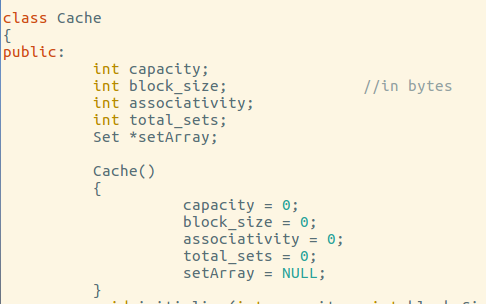 class Cache
{
public:
int capacity;
int block_size; //in bytes
int associativity;
int total_sets;
Set *setArray;
Cache()
{
capacity = 0;
block_size = 0;
associativity = 0;
total_sets = 0;
setArray = NULL;
}